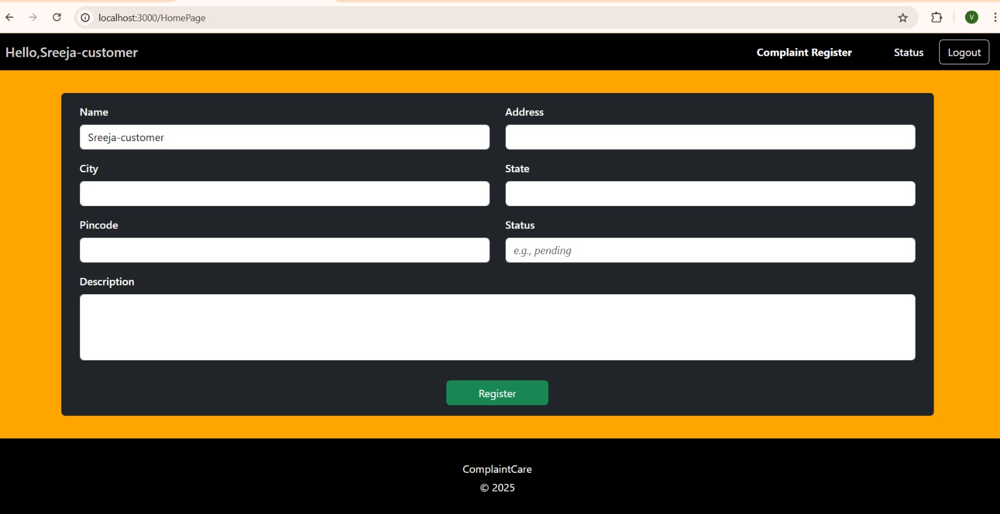 localhost:3000/HomePage
V
Hello,Sreeja-customer
Complaint Register
Status
Logout
Name
Address
Sreeja-customer
City
State
Pincode
Status
e.g., pending
Description
Register
ComplaintCare
© 2025